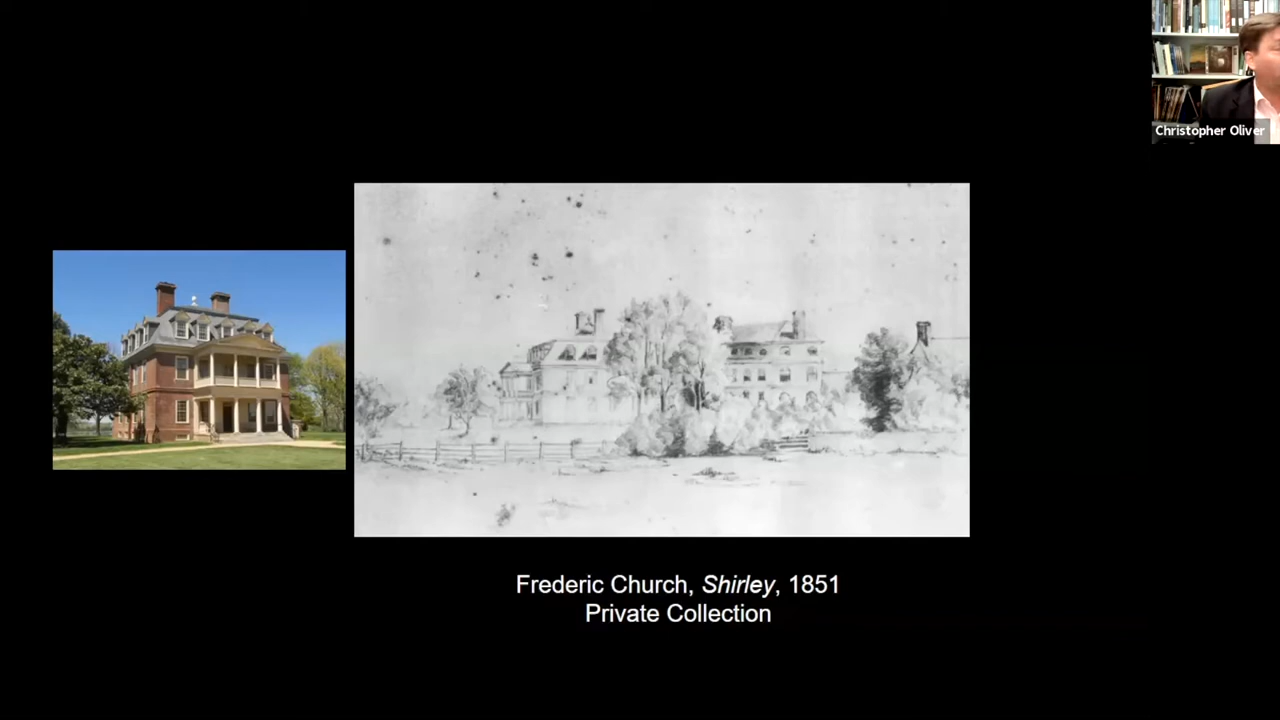 Christopher Oliver
Frederic Church, Shirley, 1851
Private Collection